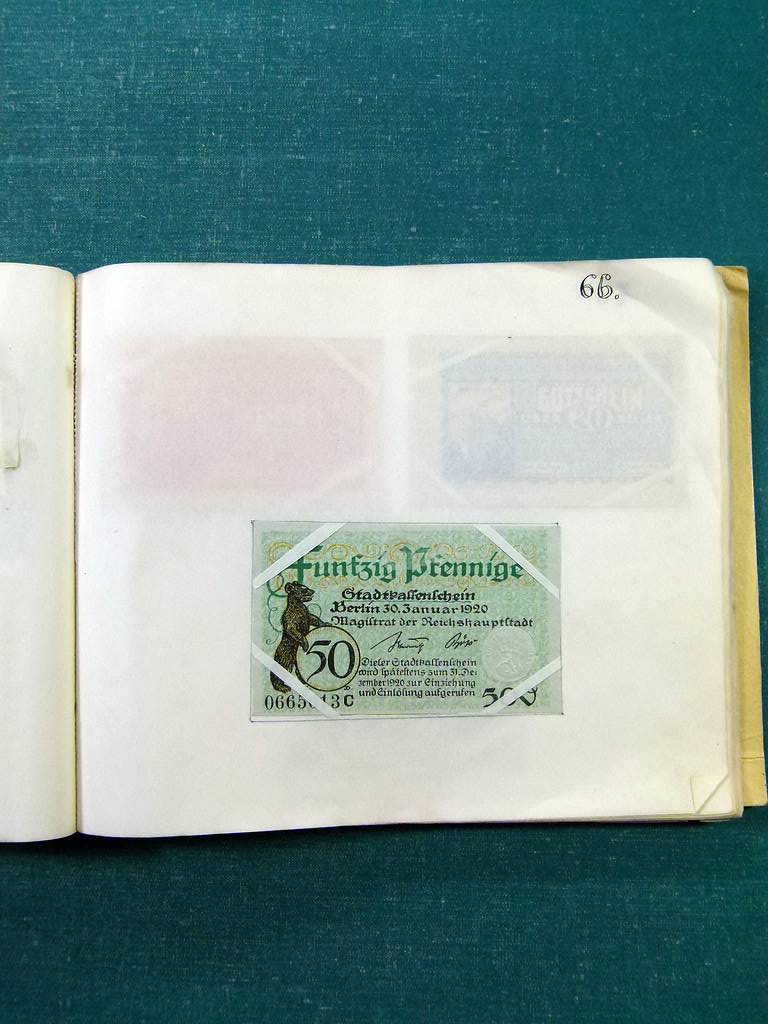 66.
GUTSCHEIN
Fünfzig Pfennige
Stadtkassenschein
Berlin 30. Januar 1920
Magistrat der Reichshauptstadt
50
Dieser Stadtkassenschein
wird spätestens zum 31. De-
zember 1920 zur Einziehung
und Einlösung aufgerufen
C